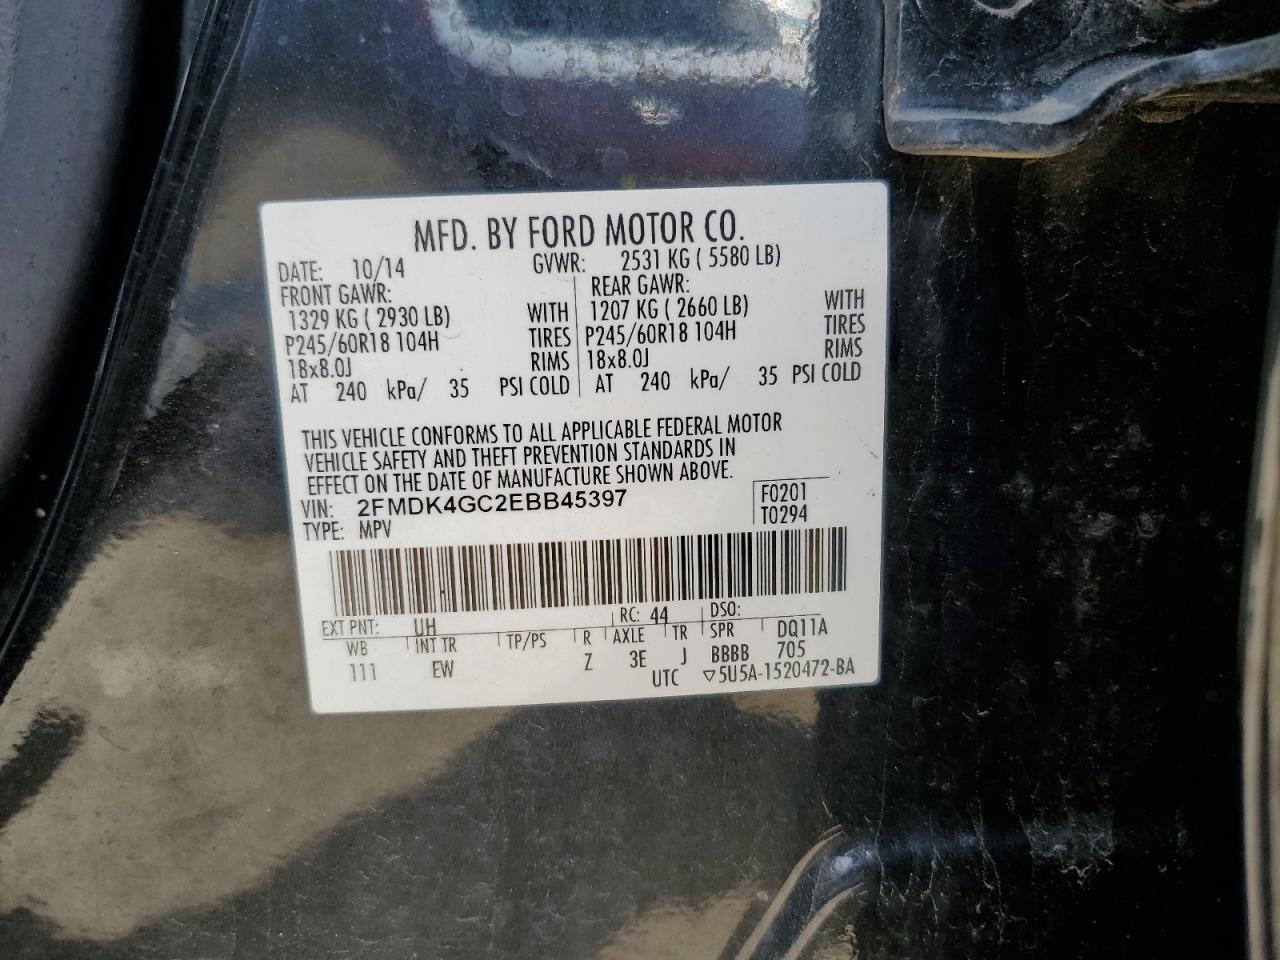 MFD. BY FORD MOTOR CO.
DATE: 10/14 GVWR: 2531 KG ( 5580 LB)
FRONT GAWR: REAR GAWR:
1329 KG ( 2930 LB) WITH 1207 KG ( 2660 LB) WITH
P245/60R18 104H TIRES P245/60R18 104H TIRES
18x8.0J RIMS 18x8.0J RIMS
AT 240 kPa/ 35 PSI COLD AT 240 kPa/ 35 PSI COLD
THIS VEHICLE CONFORMS TO ALL APPLICABLE FEDERAL MOTOR
VEHICLE SAFETY AND THEFT PREVENTION STANDARDS IN
EFFECT ON THE DATE OF MANUFACTURE SHOWN ABOVE.
VIN: 2FMDK4GC2EBB45397 F0201
TYPE: MPV T0294
EXT PNT: UH RC: 44 DSO:
WB INT TR TP/PS R AXLE TR SPR DQ11A
111 EW Z 3E J BBBB 705
UTC ▽5U5A-1520472-BA